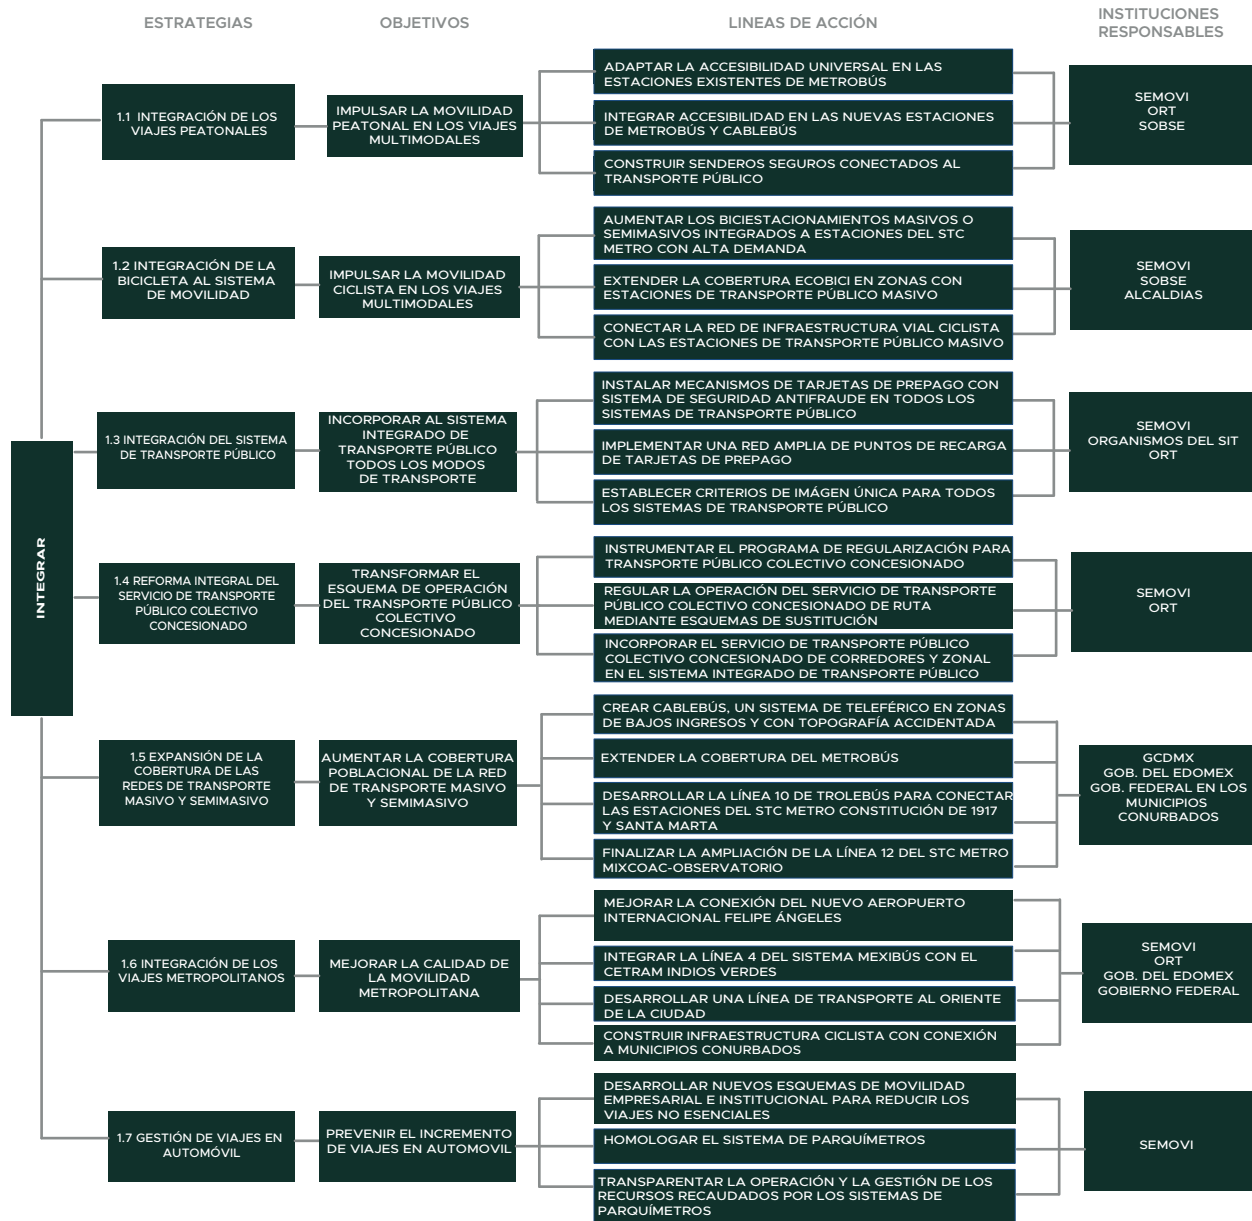 ESTRATEGIAS
OBJETIVOS
LINEAS DE ACCIÓN
INSTITUCIONES
RESPONSABLES
INTEGRAR
1.1 INTEGRACIÓN DE LOS
VIAJES PEATONALES
IMPULSAR LA MOVILIDAD
PEATONAL EN LOS VIAJES
MULTIMODALES
ADAPTAR LA ACCESIBILIDAD UNIVERSAL EN LAS
ESTACIONES EXISTENTES DE METROBÚS
INTEGRAR ACCESIBILIDAD EN LAS NUEVAS ESTACIONES
DE METROBÚS Y CABLEBÚS
CONSTRUIR SENDEROS SEGUROS CONECTADOS AL
TRANSPORTE PÚBLICO
SEMOVI
ORT
SOBSE
1.2 INTEGRACIÓN DE LA
BICICLETA AL SISTEMA
DE MOVILIDAD
IMPULSAR LA MOVILIDAD
CICLISTA EN LOS VIAJES
MULTIMODALES
AUMENTAR LOS BICIESTACIONAMIENTOS MASIVOS O
SEMIMASIVOS INTEGRADOS A ESTACIONES DEL STC
METRO CON ALTA DEMANDA
EXTENDER LA COBERTURA ECOBICI EN ZONAS CON
ESTACIONES DE TRANSPORTE PÚBLICO MASIVO
CONECTAR LA RED DE INFRAESTRUCTURA VIAL CICLISTA
CON LAS ESTACIONES DE TRANSPORTE PÚBLICO MASIVO
SEMOVI
SOBSE
ALCALDIAS
1.3 INTEGRACIÓN DEL SISTEMA
DE TRANSPORTE PÚBLICO
INCORPORAR AL SISTEMA
INTEGRADO DE
TRANSPORTE PÚBLICO
TODOS LOS MODOS
DE TRANSPORTE
INSTALAR MECANISMOS DE TARJETAS DE PREPAGO CON
SISTEMA DE SEGURIDAD ANTIFRAUDE EN TODOS LOS
SISTEMAS DE TRANSPORTE PÚBLICO
IMPLEMENTAR UNA RED AMPLIA DE PUNTOS DE RECARGA
DE TARJETAS DE PREPAGO
ESTABLECER CRITERIOS DE IMÁGEN ÚNICA PARA TODOS
LOS SISTEMAS DE TRANSPORTE PÚBLICO
SEMOVI
ORGANISMOS DEL SIT
ORT
1.4 REFORMA INTEGRAL DEL
SERVICIO DE TRANSPORTE
PÚBLICO COLECTIVO
CONCESIONADO
TRANSFORMAR EL
ESQUEMA DE OPERACIÓN
DEL TRANSPORTE PÚBLICO
COLECTIVO
CONCESIONADO
INSTRUMENTAR EL PROGRAMA DE REGULARIZACIÓN PARA
TRANSPORTE PÚBLICO COLECTIVO CONCESIONADO
REGULAR LA OPERACIÓN DEL SERVICIO DE TRANSPORTE
PÚBLICO COLECTIVO CONCESIONADO DE RUTA
MEDIANTE ESQUEMAS DE SUSTITUCIÓN
INCORPORAR EL SERVICIO DE TRANSPORTE PÚBLICO
COLECTIVO CONCESIONADO DE CORREDORES Y ZONAL
EN EL SISTEMA INTEGRADO DE TRANSPORTE PÚBLICO
SEMOVI
ORT
1.5 EXPANSIÓN DE LA
COBERTURA DE LAS
REDES DE TRANSPORTE
MASIVO Y SEMIMASIVO
AUMENTAR LA COBERTURA
POBLACIONAL DE LA RED
DE TRANSPORTE MASIVO
Y SEMIMASIVO
CREAR CABLEBÚS, UN SISTEMA DE TELEFÉRICO EN ZONAS
DE BAJOS INGRESOS Y CON TOPOGRAFÍA ACCIDENTADA
EXTENDER LA COBERTURA DEL METROBÚS
DESARROLLAR LA LÍNEA 10 DE TROLEBÚS PARA CONECTAR
LAS ESTACIONES DEL STC METRO CONSTITUCIÓN DE 1917
Y SANTA MARTA
FINALIZAR LA AMPLIACIÓN DE LA LÍNEA 12 DEL STC METRO
MIXCOAC-OBSERVATORIO
GCDMX
GOB. DEL EDOMEX
GOB. FEDERAL EN LOS
MUNICIPIOS
CONURBADOS
1.6 INTEGRACIÓN DE LOS
VIAJES METROPOLITANOS
MEJORAR LA CALIDAD DE
LA MOVILIDAD
METROPOLITANA
MEJORAR LA CONEXIÓN DEL NUEVO AEROPUERTO
INTERNACIONAL FELIPE ÁNGELES
INTEGRAR LA LÍNEA 4 DEL SISTEMA MEXIBÚS CON EL
CETRAM INDIOS VERDES
DESARROLLAR UNA LÍNEA DE TRANSPORTE AL ORIENTE
DE LA CIUDAD
CONSTRUIR INFRAESTRUCTURA CICLISTA CON CONEXIÓN
A MUNICIPIOS CONURBADOS
SEMOVI
ORT
GOB. DEL EDOMEX
GOBIERNO FEDERAL
1.7 GESTIÓN DE VIAJES EN
AUTOMÓVIL
PREVENIR EL INCREMENTO
DE VIAJES EN AUTOMOVIL
DESARROLLAR NUEVOS ESQUEMAS DE MOVILIDAD
EMPRESARIAL E INSTITUCIONAL PARA REDUCIR LOS
VIAJES NO ESENCIALES
HOMOLOGAR EL SISTEMA DE PARQUÍMETROS
TRANSPARENTAR LA OPERACIÓN Y LA GESTIÓN DE LOS
RECURSOS RECAUDADOS POR LOS SISTEMAS DE
PARQUÍMETROS
SEMOVI